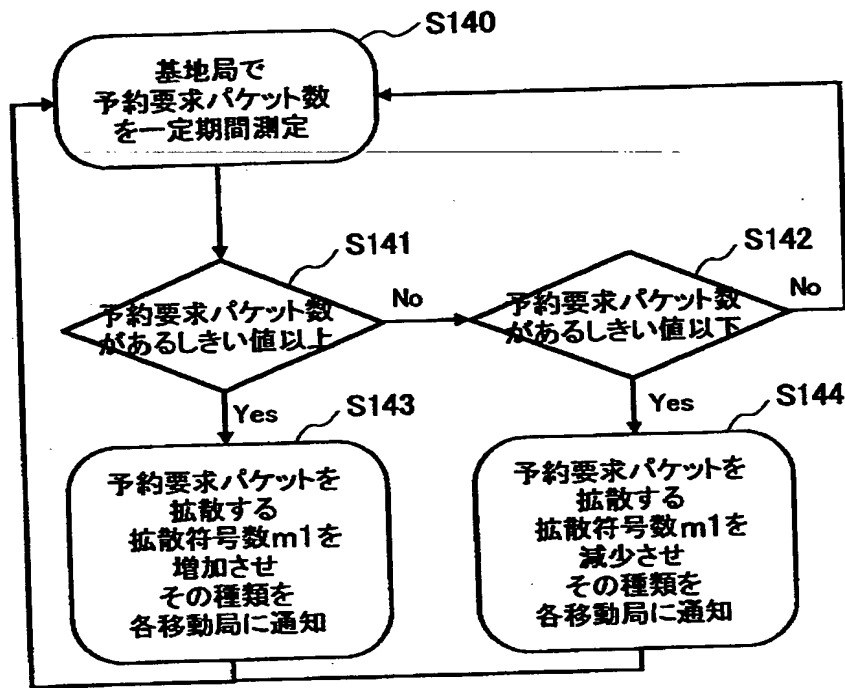 S140
基地局で
予約要求パケット数
を一定期間測定
S141
予約要求パケット数
があるしきい値以上
No
S142
予約要求パケット数
があるしきい値以下
No
Yes
S143
予約要求パケットを
拡散する
拡散符号数m1を
増加させ
その種類を
各移動局に通知
Yes
S144
予約要求パケットを
拡散する
拡散符号数m1を
減少させ
その種類を
各移動局に通知